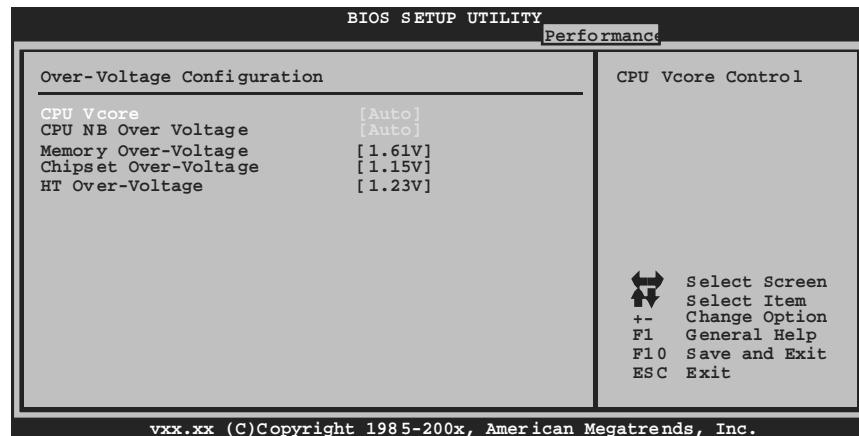 BIOS SETUP UTILITY
Performance
Over-Voltage Configuration
CPU Vcore [Auto]
CPU NB Over Voltage [Auto]
Memory Over-Voltage [1.61V]
Chipset Over-Voltage [1.15V]
HT Over-Voltage [1.23V]
CPU Vcore Control
Select Screen
Select Item
+- Change Option
F1 General Help
F10 Save and Exit
ESC Exit
vxx.xx (C)Copyright 1985-200x, American Megatrends, Inc.